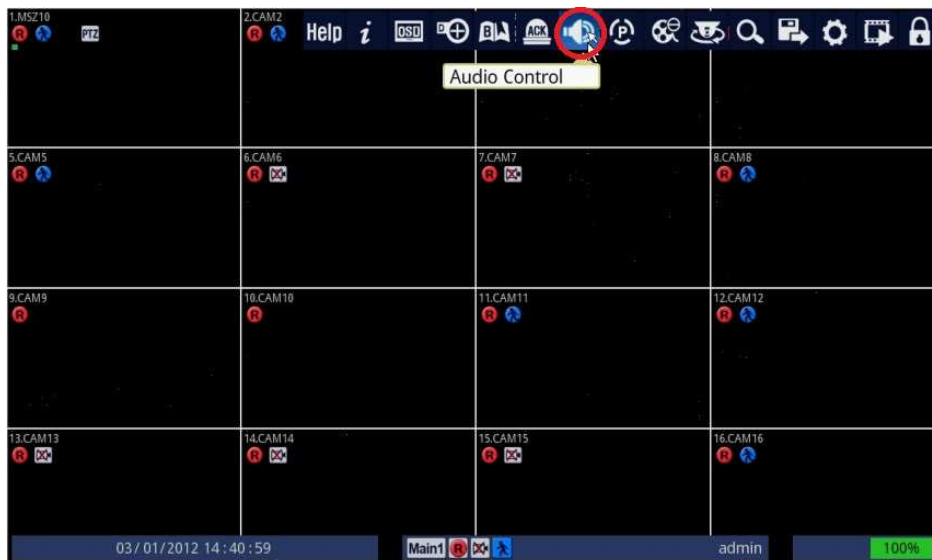 1.MSZ10
PTZ
2.CAM2
Help i OSD B ACK P
Audio Control
5.CAM5
R
6.CAM6
R
7.CAM7
R
8.CAM8
R
9.CAM9
R
10.CAM10
R
11.CAM11
R
12.CAM12
R
13.CAM13
R
14.CAM14
R
15.CAM15
R
16.CAM16
R
03/01/2012 14:40:59
Main1 R
admin
100%